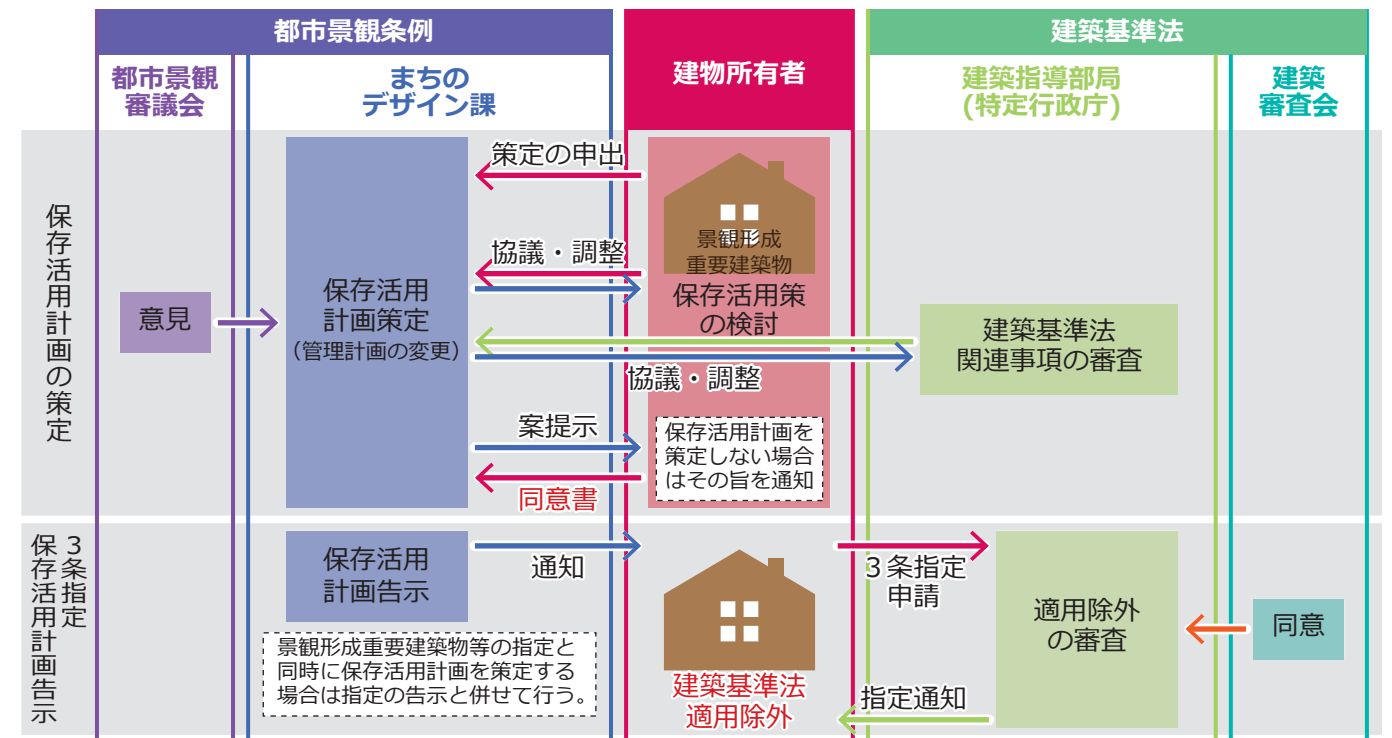 都市景観条例
建物所有者
建築基準法
都市景観
審議会
まちの
デザイン課
建築指導部局
(特定行政庁)
建築
審査会
保存活用計画の策定
意見
保存活用
計画策定
（管理計画の変更）
策定の申出
協議・調整
景観形成
重要建築物
保存活用策
の検討
協議・調整
建築基準法
関連事項の審査
案提示
同意書
保存活用計画を
策定しない場合
はその旨を通知
３条指定
保存活用計画告示
保存活用
計画告示
通知
景観形成重要建築物等の指定と
同時に保存活用計画を策定する
場合は指定の告示と併せて行う。
建築基準法
適用除外
３条指定
申請
適用除外
の審査
同意
指定通知